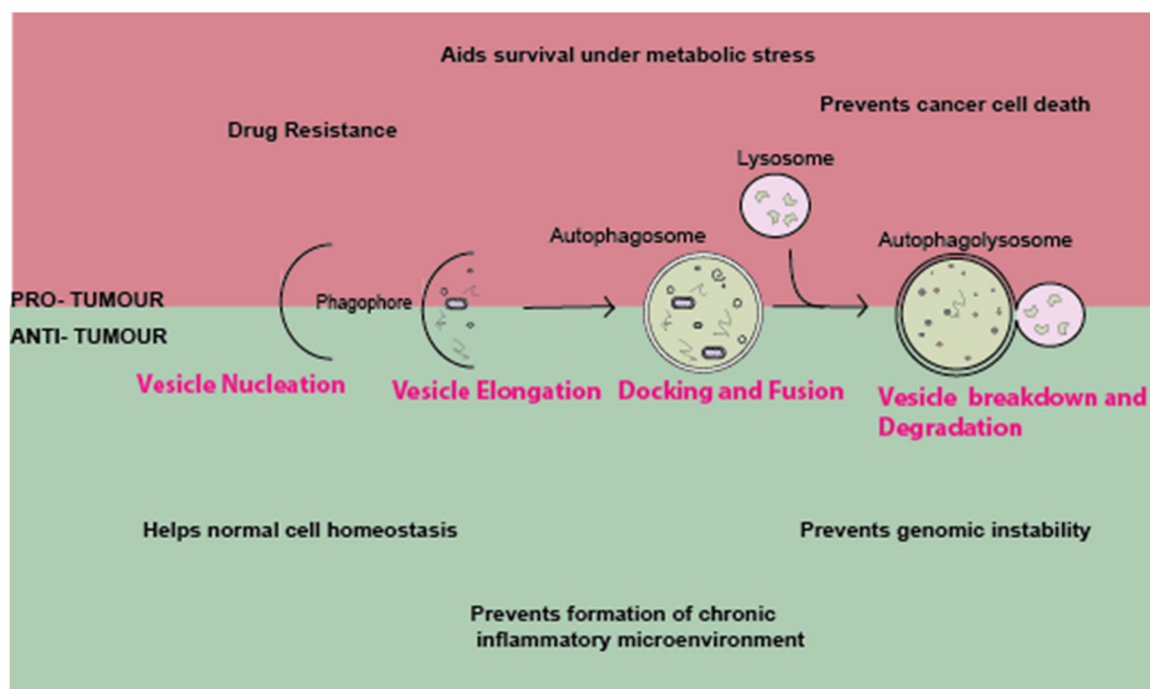 Aids survival under metabolic stress
Prevents cancer cell death
Drug Resistance
Lysosome
Autophagosome
Autophagolysosome
PRO- TUMOUR
Phagophore
ANTI- TUMOUR
Vesicle Nucleation
Vesicle Elongation
Docking and Fusion
Vesicle breakdown and
Degradation
Helps normal cell homeostasis
Prevents genomic instability
Prevents formation of chronic
inflammatory microenvironment